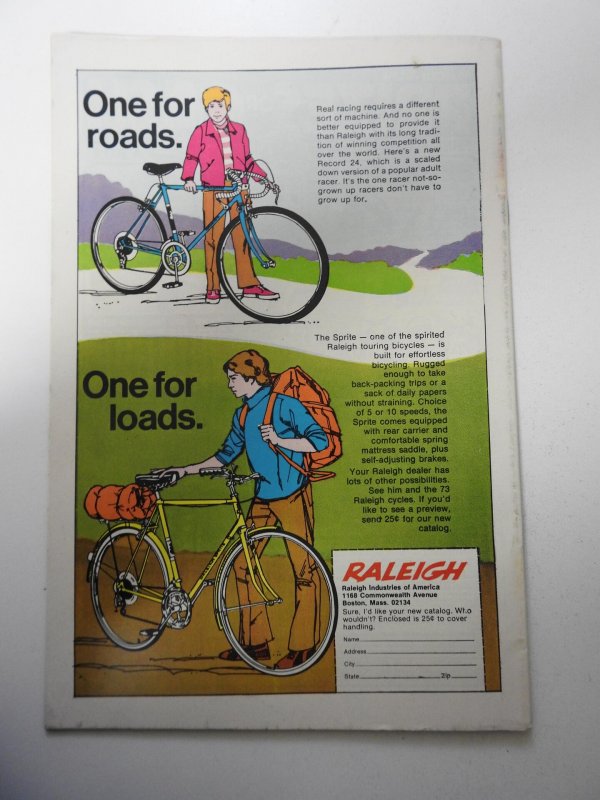 One for
roads.
Real racing requires a different
sort of machine. And no one is
better equipped to provide it
than Raleigh with its long tradi-
tion of winning competition all
over the world. Here's a new
Record 24, which is a scaled
down version of a popular adult
racer. It's the one racer not-so-
grown up racers don't have to
grow up for.
The Sprite — one of the spirited
Raleigh touring bicycles — is
built for effortless
bicycling. Rugged
enough to take
back-packing trips or a
sack of daily papers
without straining. Choice
of 5 or 10 speeds, the
Sprite comes equipped
with rear carrier and
comfortable spring
mattress saddle, plus
self-adjusting brakes.
Your Raleigh dealer has
lots of other possibilities.
See him and the 73
Raleigh cycles. If you'd
like to see a preview,
send 25¢ for our new
catalog.
One for
loads.
RALEIGH
Raleigh Industries of America
1168 Commonwealth Avenue
Boston, Mass. 02134
Sure, I'd like your new catalog. Who
wouldn't? Enclosed is 25¢ to cover
handling.
Name
Address
City
State Zip